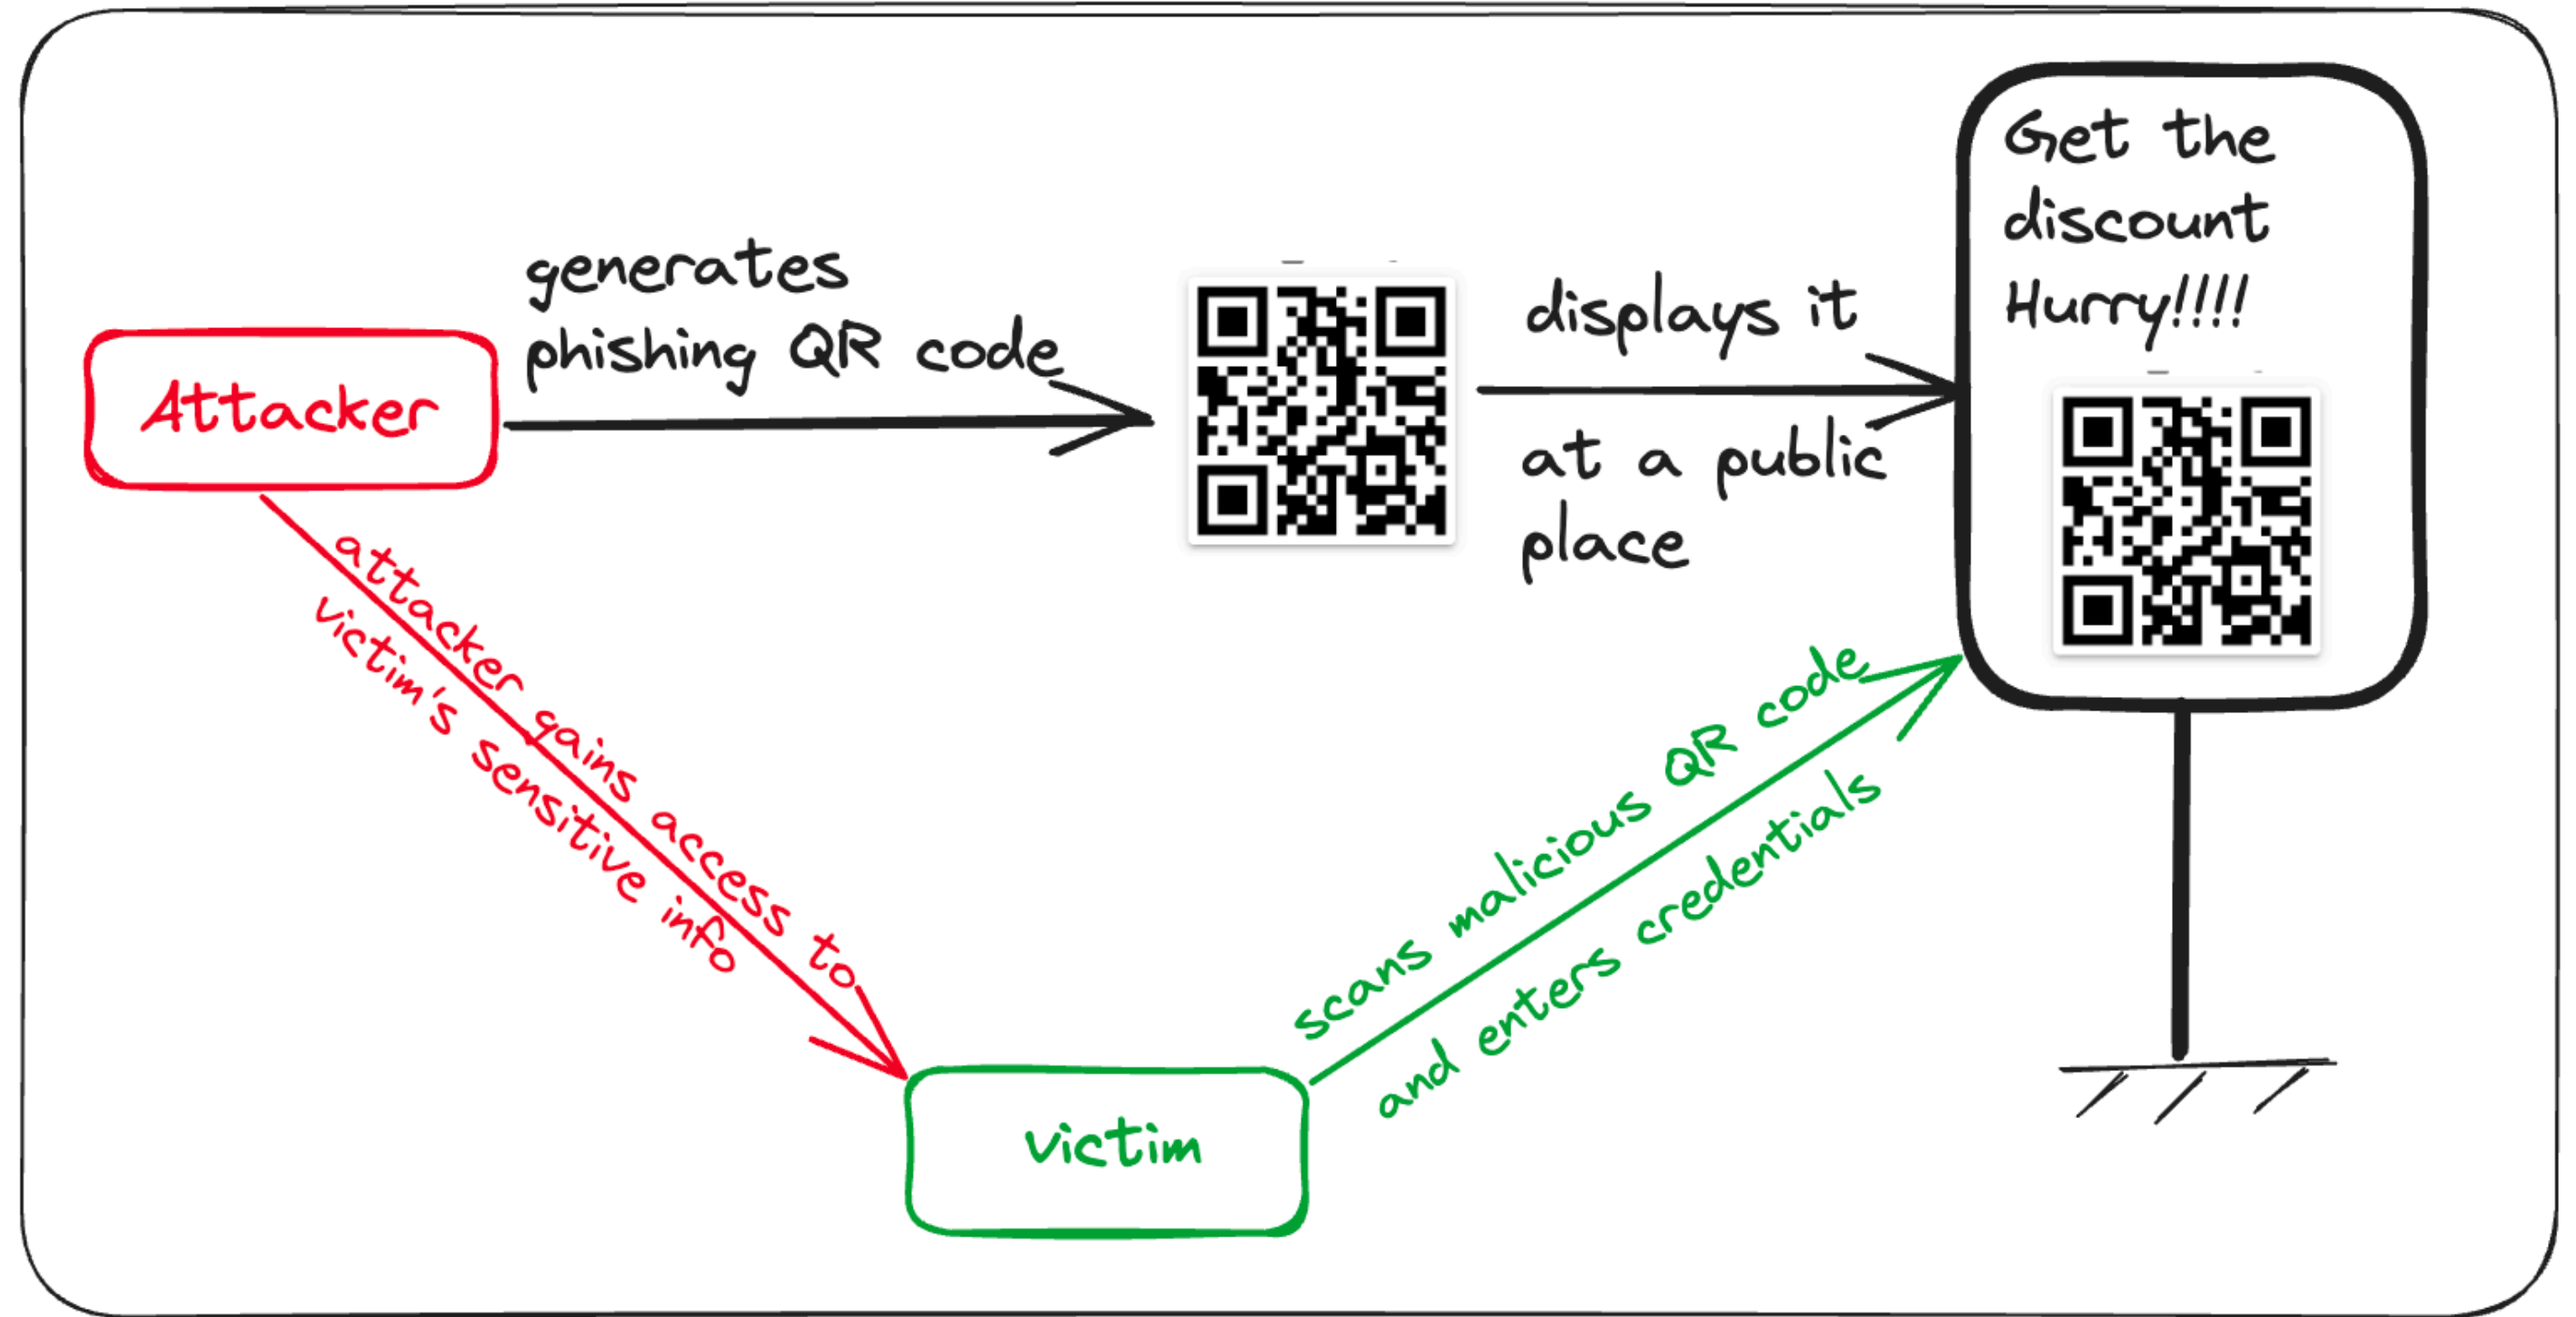 Get the
discount
Hurry!!!!
generates
phishing QR code
displays it
at a public
place
Attacker
attacker gains access to
victim's sensitive info
scans malicious QR code
and enters credentials
victim